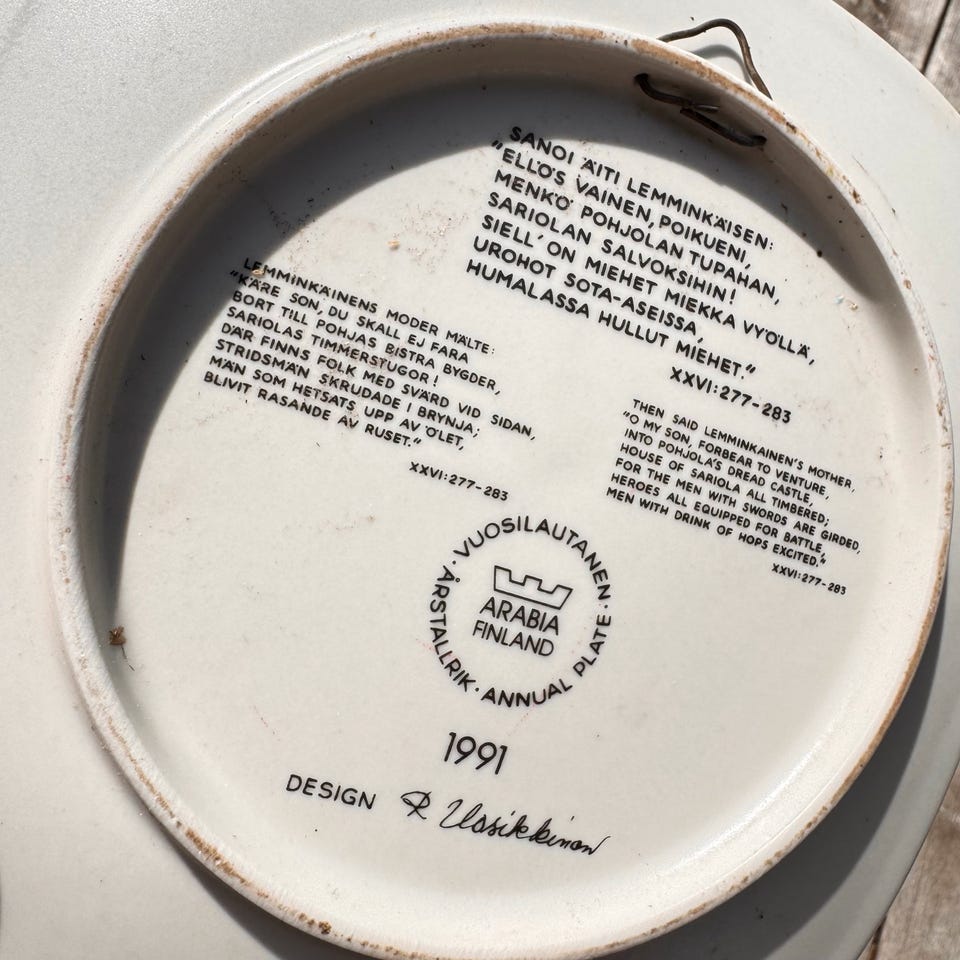 SANOI ÄITI LEMMINKÄISEN:
"ELLÖS VAINEN, POIKUENI,
MENKÖ POHJOLAN TUPAHAN,
SARIOLAN SALVOKSIHIN!
SIELL' ON MIEHET MIEKKA VYÖLLÄ,
UROHOT SOTA-ASEISSA,
HUMALASSA HULLUT MIEHET."
XXVI:277-283
LEMMINKÄINENS MODER MÄLTE:
"KÄRE SON, DU SKALL EJ FARA
BORT TILL POHJAS BISTRA BYGDER,
SARIOLAS TIMMERSTUGOR!
DÄR FINNS FOLK MED SVÄRD VID SIDAN,
STRIDSMÄN SKRUDADE I BRYNJA;
MÄN SOM HETSATS UPP AV ÖLET,
BLIVIT RASANDE AV RUSET."
XXVI:277-283
THEN SAID LEMMINKAINEN'S MOTHER,
"O MY SON, FORBEAR TO VENTURE,
INTO POHJOLA'S DREAD CASTLE,
HOUSE OF SARIOLA ALL TIMBERED;
FOR THE MEN WITH SWORDS ARE GIRDED,
HEROES ALL EQUIPPED FOR BATTLE,
MEN WITH DRINK OF HOPS EXCITED."
XXVI:277-283
VUOSILAUTANEN · ANNUAL PLATE · ÅRSTALLRIK ·
ARABIA
FINLAND
1991
DESIGN R Uosikkinen